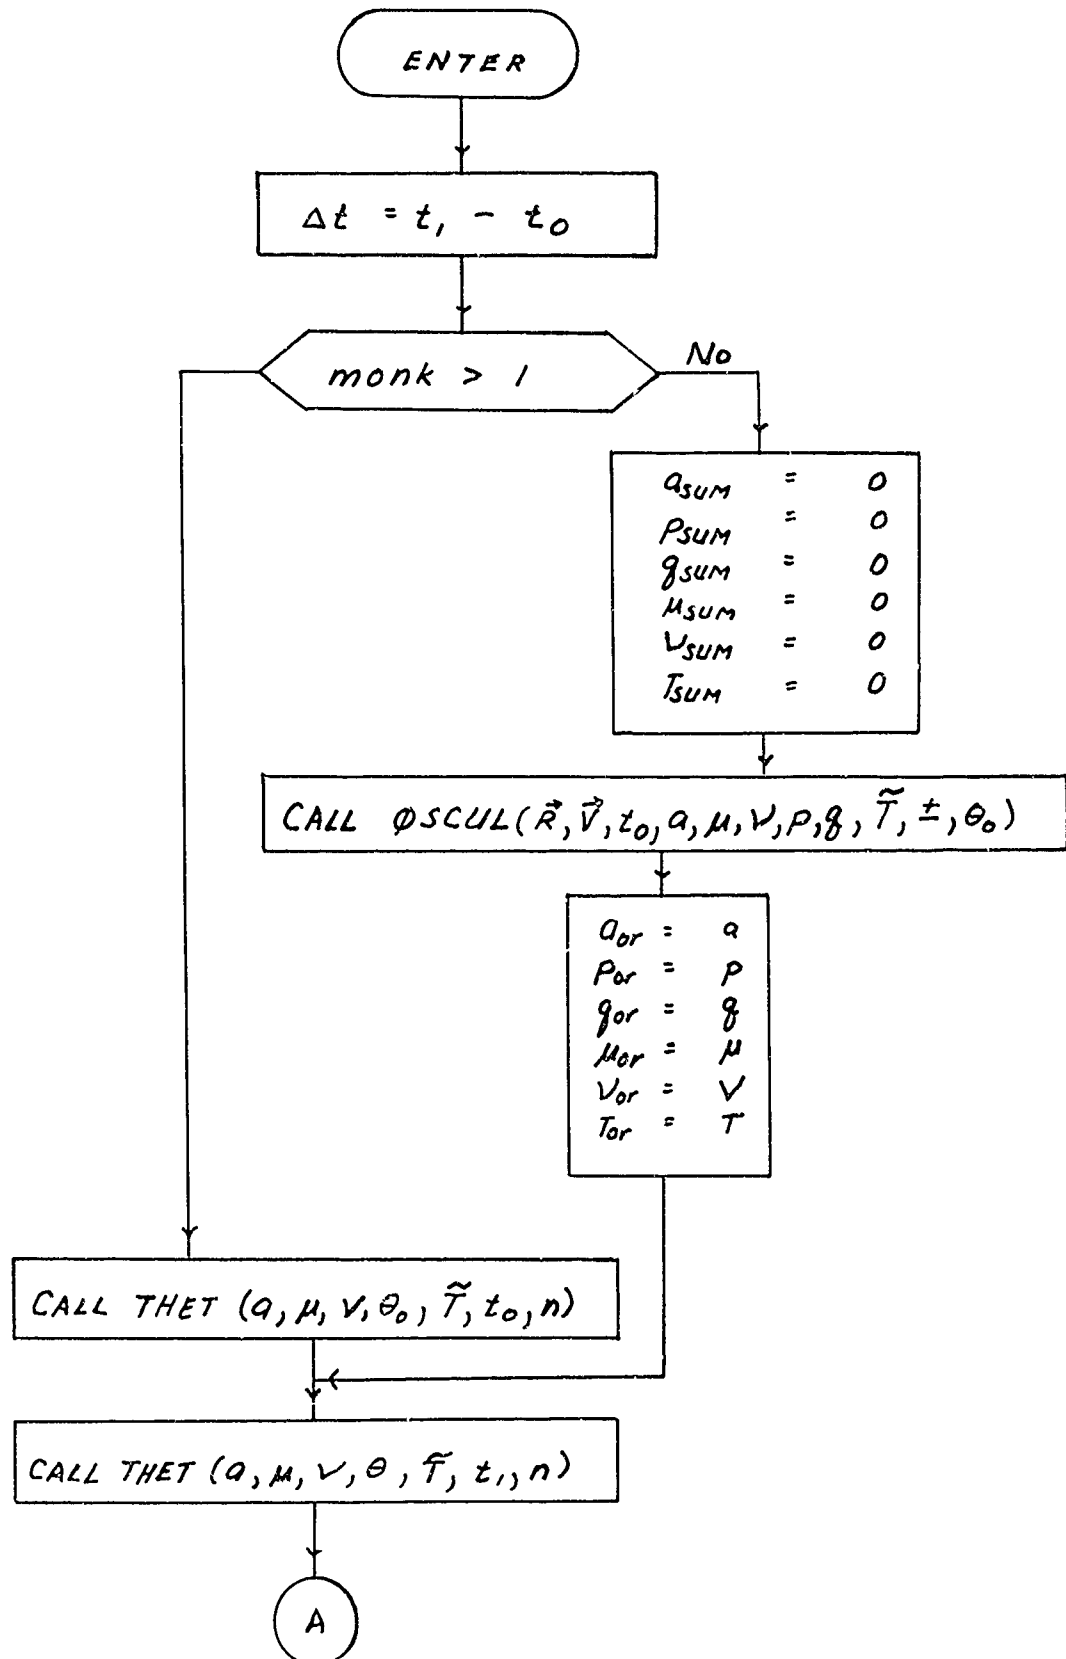 ENTER
Δt = t₁ - t₀
monk > 1
No
a_SUM = 0
p_SUM = 0
q_SUM = 0
μ_SUM = 0
ν_SUM = 0
T_SUM = 0
CALL ØSCUL(R⃗, V⃗, t₀, a, μ, ν, p, q, T̃, ±, θ₀)
a_or = a
p_or = p
q_or = q
μ_or = μ
ν_or = ν
T_or = T
CALL THET (a, μ, ν, θ₀, T̃, t₀, n)
CALL THET (a, μ, ν, θ, T̃, t₁, n)
A